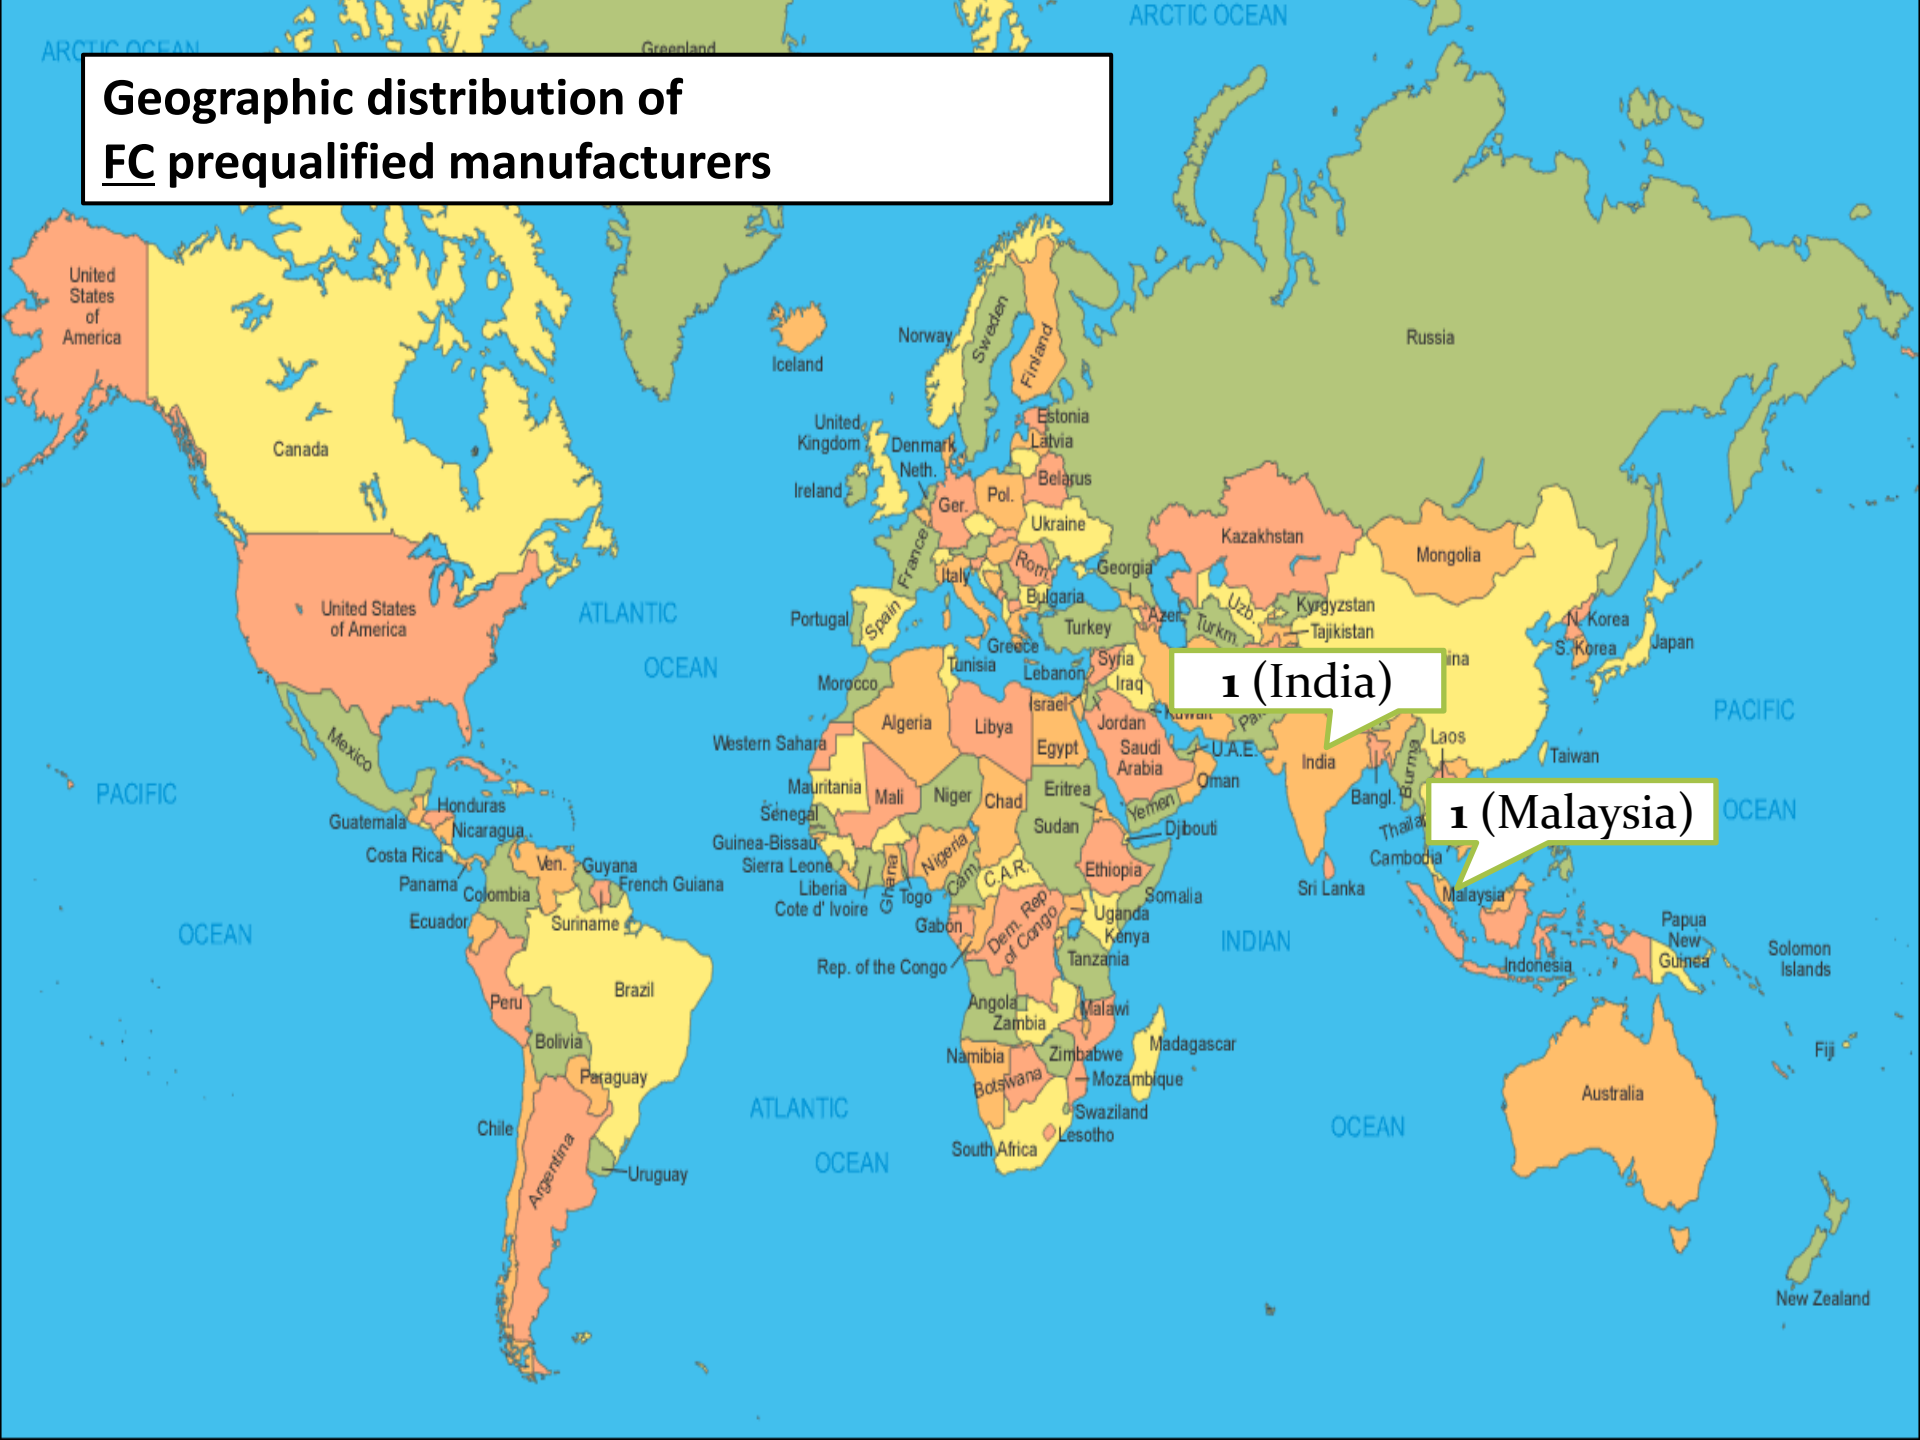 ARCTIC OCEAN
ARCTIC OCEAN
Greenland
Geographic distribution of
FC prequalified manufacturers
United
States
of
America
Canada
Iceland
Norway
Sweden
Finland
Russia
United
Kingdom
Ireland
Denmark
Neth.
Estonia
Latvia
Belarus
Ger.
Pol.
Ukraine
France
Rom.
Italy
Bulgaria
Georgia
Kazakhstan
Mongolia
United States
of America
ATLANTIC
OCEAN
Portugal
Spain
Greece
Turkey
Azer.
Uzb.
Turkm.
Kyrgyzstan
Tajikistan
N. Korea
S. Korea
Japan
ina
Morocco
Tunisia
Lebanon
Syria
Iraq
Israel
Jordan
Kuwait
1 (India)
PACIFIC
OCEAN
Mexico
Western Sahara
Algeria
Libya
Egypt
Saudi
Arabia
U.A.E.
Oman
Yemen
India
Bangl.
Burma
Laos
Taiwan
PACIFIC
OCEAN
Guatemala
Honduras
Nicaragua
Costa Rica
Panama
Mauritania
Mali
Niger
Chad
Eritrea
Sudan
Djibouti
Senegal
Guinea-Bissau
Sierra Leone
Liberia
Cote d' Ivoire
Ghana
Togo
Nigeria
Cam.
C.A.R.
Ethiopia
Somalia
Sri Lanka
1 (Malaysia)
Thaila
Cambodia
Malaysia
Ven.
Guyana
French Guiana
Colombia
Suriname
Ecuador
Gabon
Rep. of the Congo
Dem. Rep.
of Congo
Uganda
Kenya
Tanzania
INDIAN
OCEAN
Indonesia
Papua
New
Guinea
Solomon
Islands
Peru
Brazil
Bolivia
Paraguay
Chile
Argentina
Uruguay
ATLANTIC
OCEAN
Angola
Zambia
Malawi
Namibia
Botswana
Zimbabwe
Mozambique
Madagascar
Swaziland
Lesotho
South Africa
Australia
Fiji
New Zealand